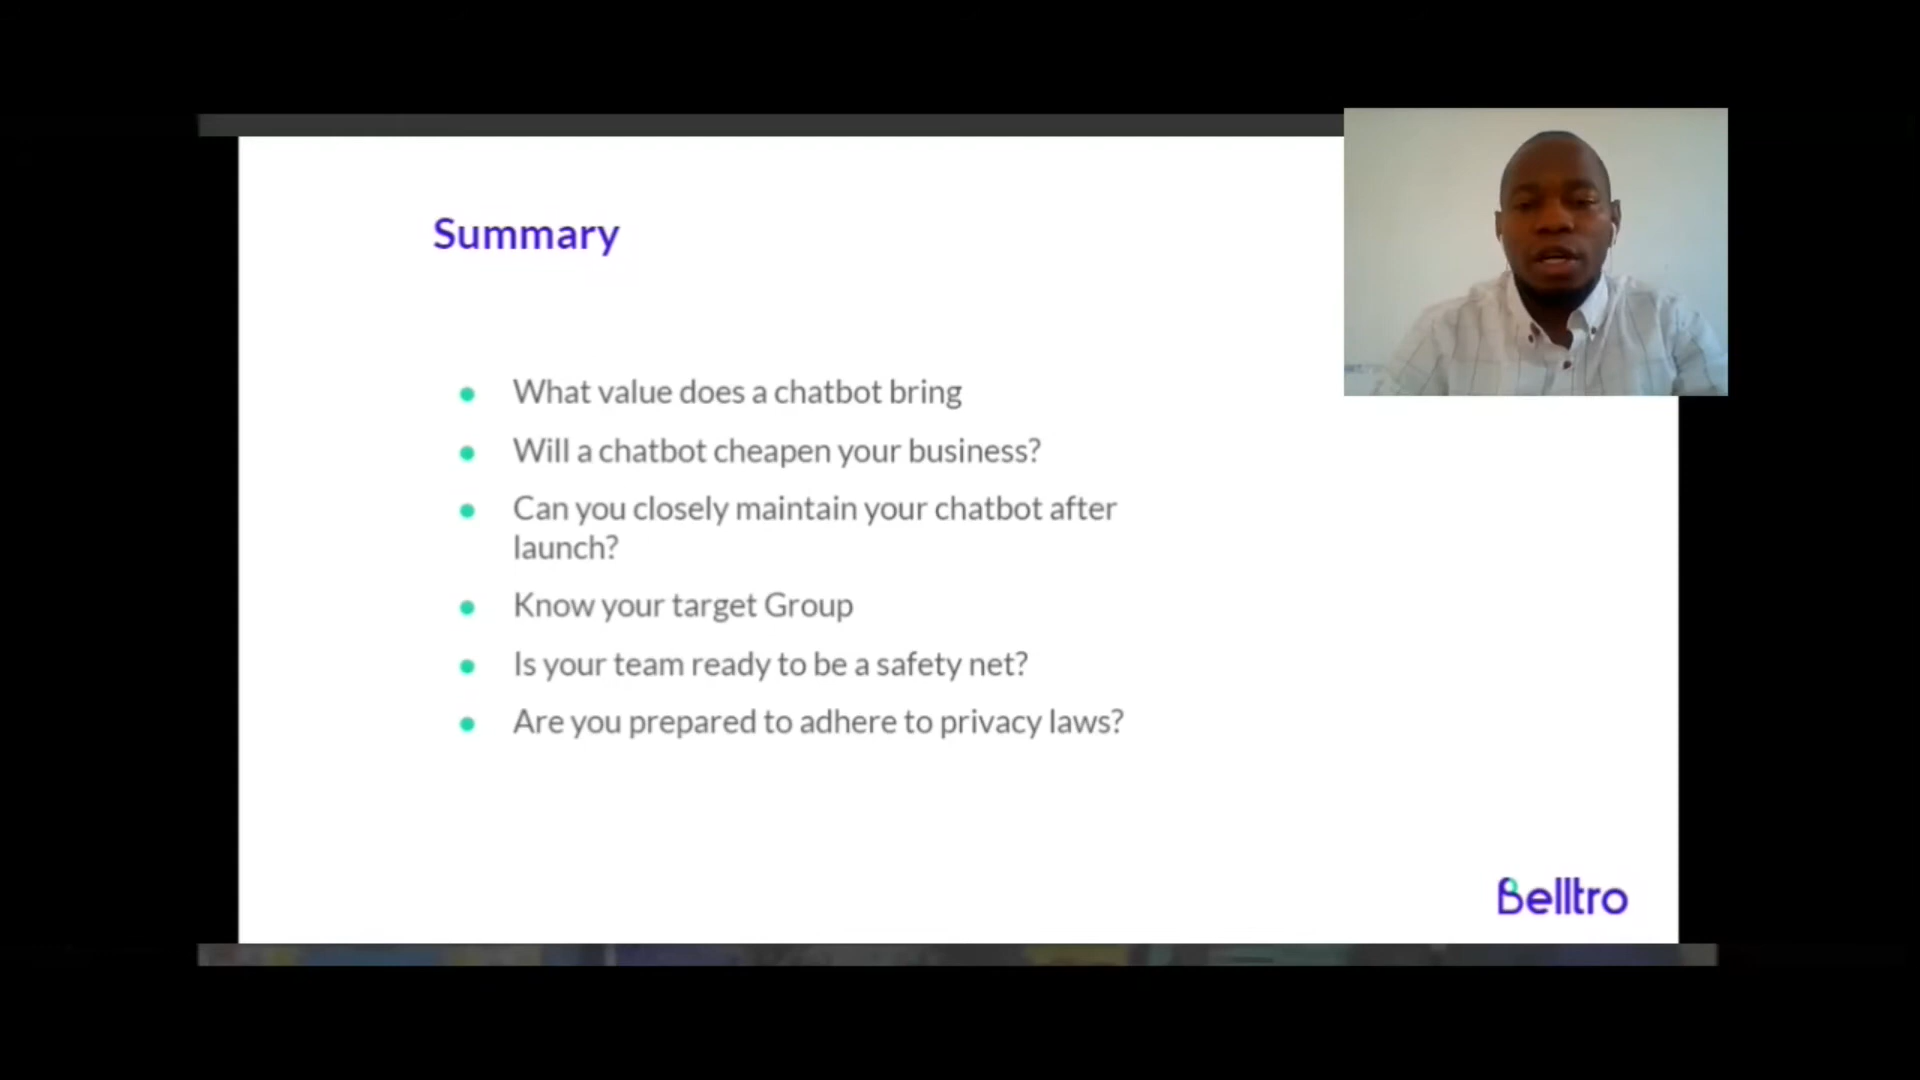 Summary
What value does a chatbot bring
Will a chatbot cheapen your business?
Can you closely maintain your chatbot after
launch?
Know your target Group
Is your team ready to be a safety net?
Are you prepared to adhere to privacy laws?
Belltro